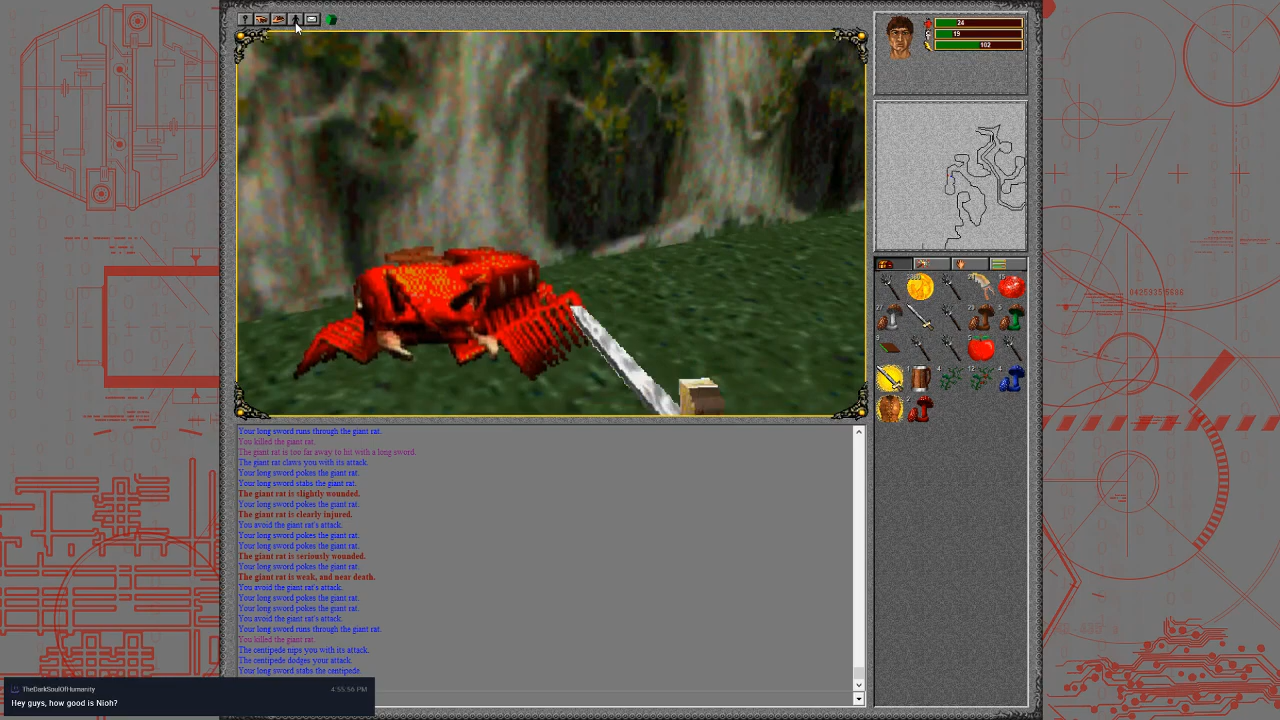 24
19
102
Your long sword runs through the giant rat.
You killed the giant rat.
The giant rat is too far away to hit with a long sword.
The giant rat claws you with its attack.
Your long sword pokes the giant rat.
Your long sword stabs the giant rat.
The giant rat is slightly wounded.
Your long sword pokes the giant rat.
The giant rat is clearly injured.
You avoid the giant rat's attack.
Your long sword pokes the giant rat.
Your long sword pokes the giant rat.
The giant rat is seriously wounded.
Your long sword pokes the giant rat.
The giant rat is weak, and near death.
You avoid the giant rat's attack.
Your long sword pokes the giant rat.
Your long sword pokes the giant rat.
You avoid the giant rat's attack.
Your long sword runs through the giant rat.
You killed the giant rat.
The centipede nips you with its attack.
The centipede dodges your attack.
Your long sword stabs the centipede.
TheDarkSoulOfHumanity 4:55:56 PM
Hey guys, how good is Nioh?